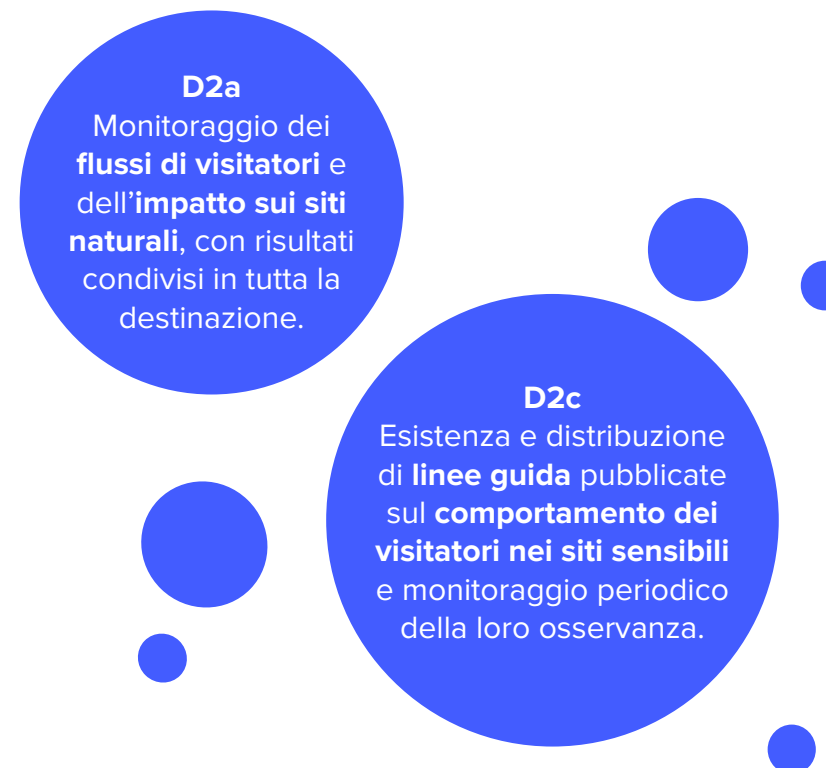 D2a
Monitoraggio dei
flussi di visitatori e
dell’impatto sui siti
naturali, con risultati
condivisi in tutta la
destinazione.
D2c
Esistenza e distribuzione
di linee guida pubblicate
sul comportamento dei
visitatori nei siti sensibili
e monitoraggio periodico
della loro osservanza.